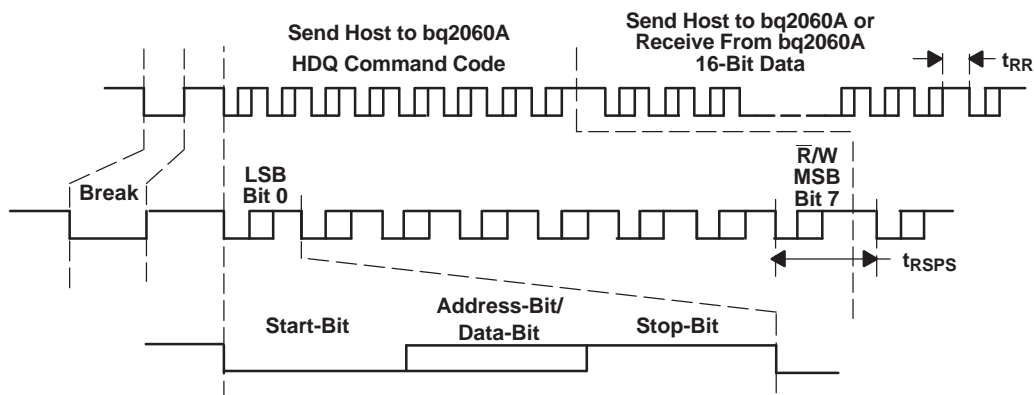 Send Host to bq2060A
HDQ Command Code
Send Host to bq2060A or
Receive From bq2060A
16-Bit Data
tRR
Break
LSB
Bit 0
R̅/W
MSB
Bit 7
tRSPS
Start-Bit
Address-Bit/
Data-Bit
Stop-Bit